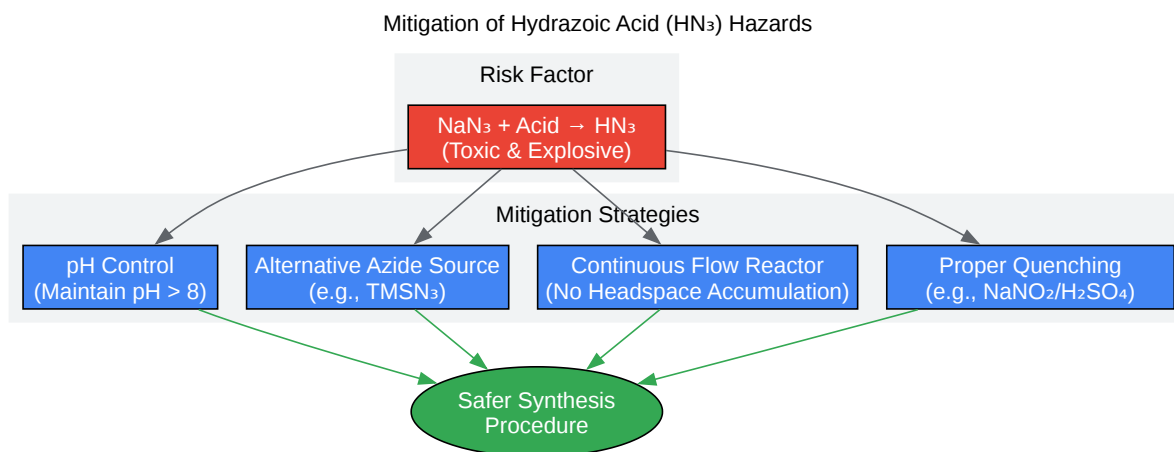 Mitigation of Hydrazoic Acid (HN₃) Hazards
Risk Factor
NaN₃ + Acid → HN₃
(Toxic & Explosive)
Mitigation Strategies
pH Control
(Maintain pH > 8)
Alternative Azide Source
(e.g., TMSN₃)
Continuous Flow Reactor
(No Headspace Accumulation)
Proper Quenching
(e.g., NaNO₂/H₂SO₄)
Safer Synthesis
Procedure